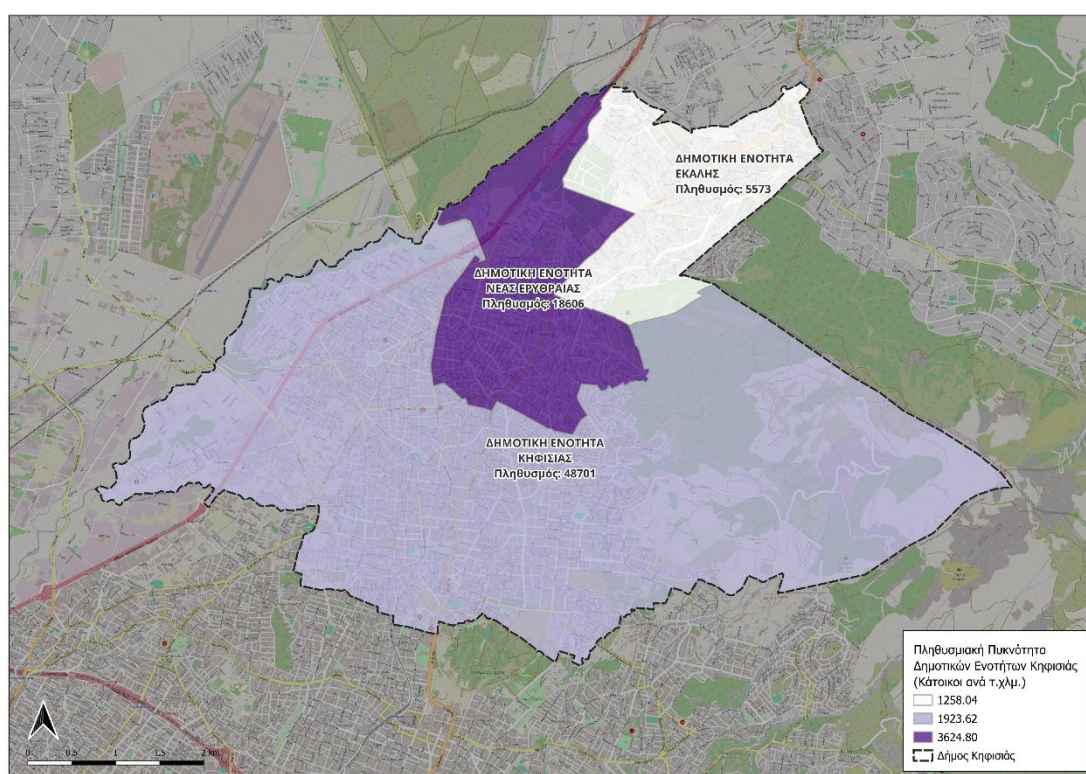 ΔΗΜΟΤΙΚΗ ΕΝΟΤΗΤΑ
ΕΚΑΛΗΣ
Πληθυσμός: 5573
ΔΗΜΟΤΙΚΗ ΕΝΟΤΗΤΑ
ΝΕΑΣ ΕΡΥΘΡΑΙΑΣ
Πληθυσμός: 18606
ΔΗΜΟΤΙΚΗ ΕΝΟΤΗΤΑ
ΚΗΦΙΣΙΑΣ
Πληθυσμός: 48701
Πληθυσμιακή Πυκνότητα
Δημοτικών Ενοτήτων Κηφισιάς
(Κάτοικοι ανά τ.χλμ.)
1258.04
1923.62
3624.80
Δήμος Κηφισιάς
0 0.5 1 1.5 2 km